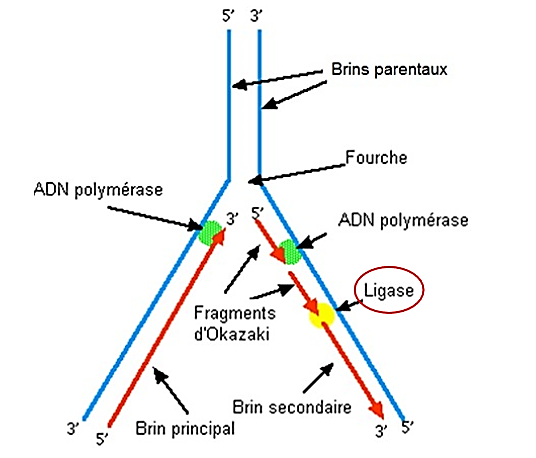 5’ 3’
Brins parentaux
Fourche
ADN polymérase
3’ 5’
ADN polymérase
Ligase
Fragments
d'Okazaki
Brin secondaire
Brin principal
3’ 5’
3’ 5’